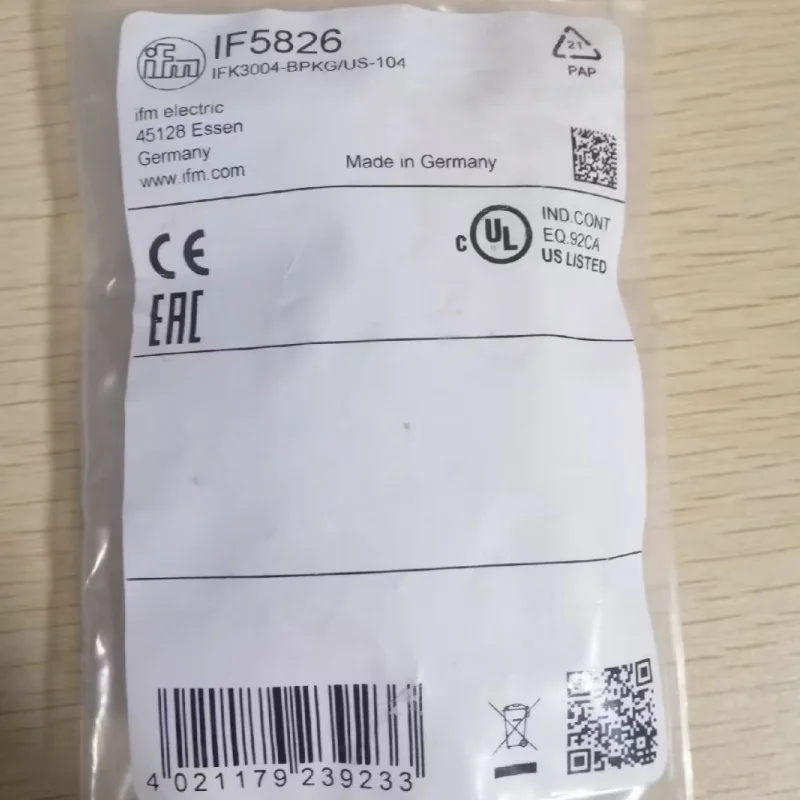 ifm
IF5826
IFK3004-BPKG/US-104
21
PAP
ifm electric
45128 Essen
Germany
www.ifm.com
Made in Germany
CE
c UL
IND.CONT
EQ.92CA
US LISTED
EAC
4 021179 239233